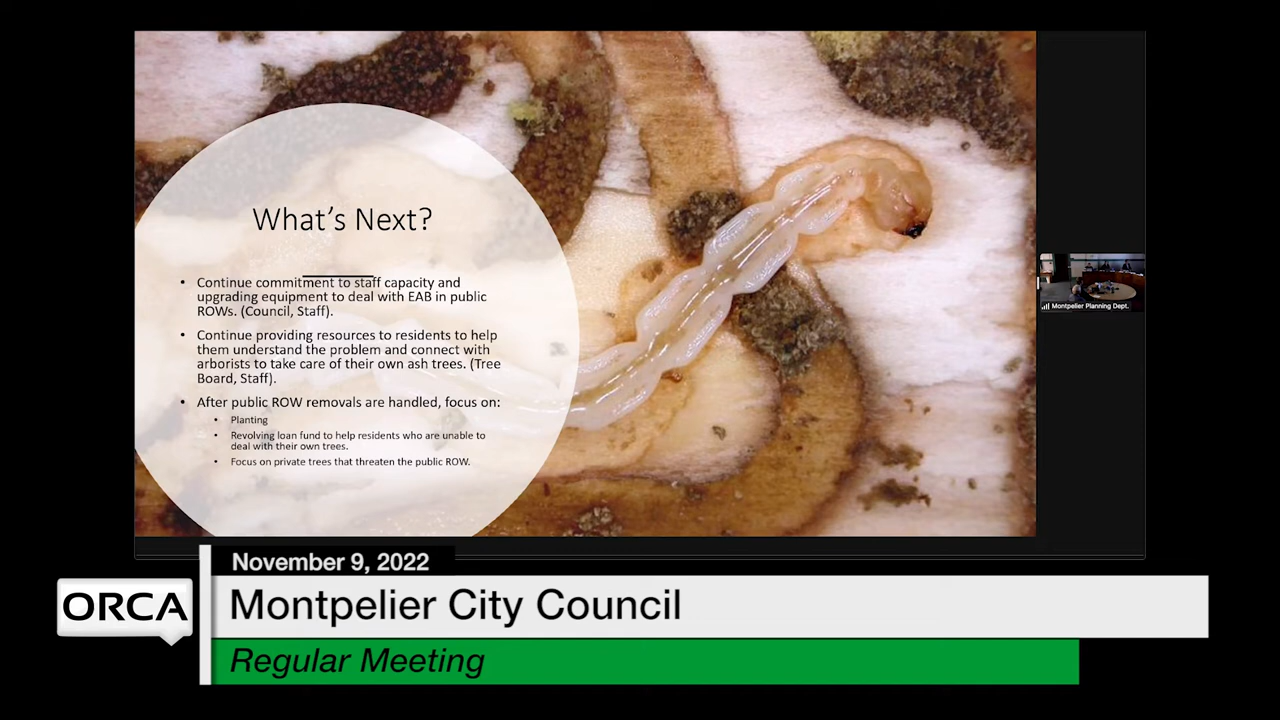 What's Next?
• Continue commitment to staff capacity and
upgrading equipment to deal with EAB in public
ROWs. (Council, Staff).
• Continue providing resources to residents to help
them understand the problem and connect with
arborists to take care of their own ash trees. (Tree
Board, Staff).
• After public ROW removals are handled, focus on:
• Planting
• Revolving loan fund to help residents who are unable to
deal with their own trees.
• Focus on private trees that threaten the public ROW.
Montpelier Planning Dept.
November 9, 2022
ORCA
Montpelier City Council
Regular Meeting